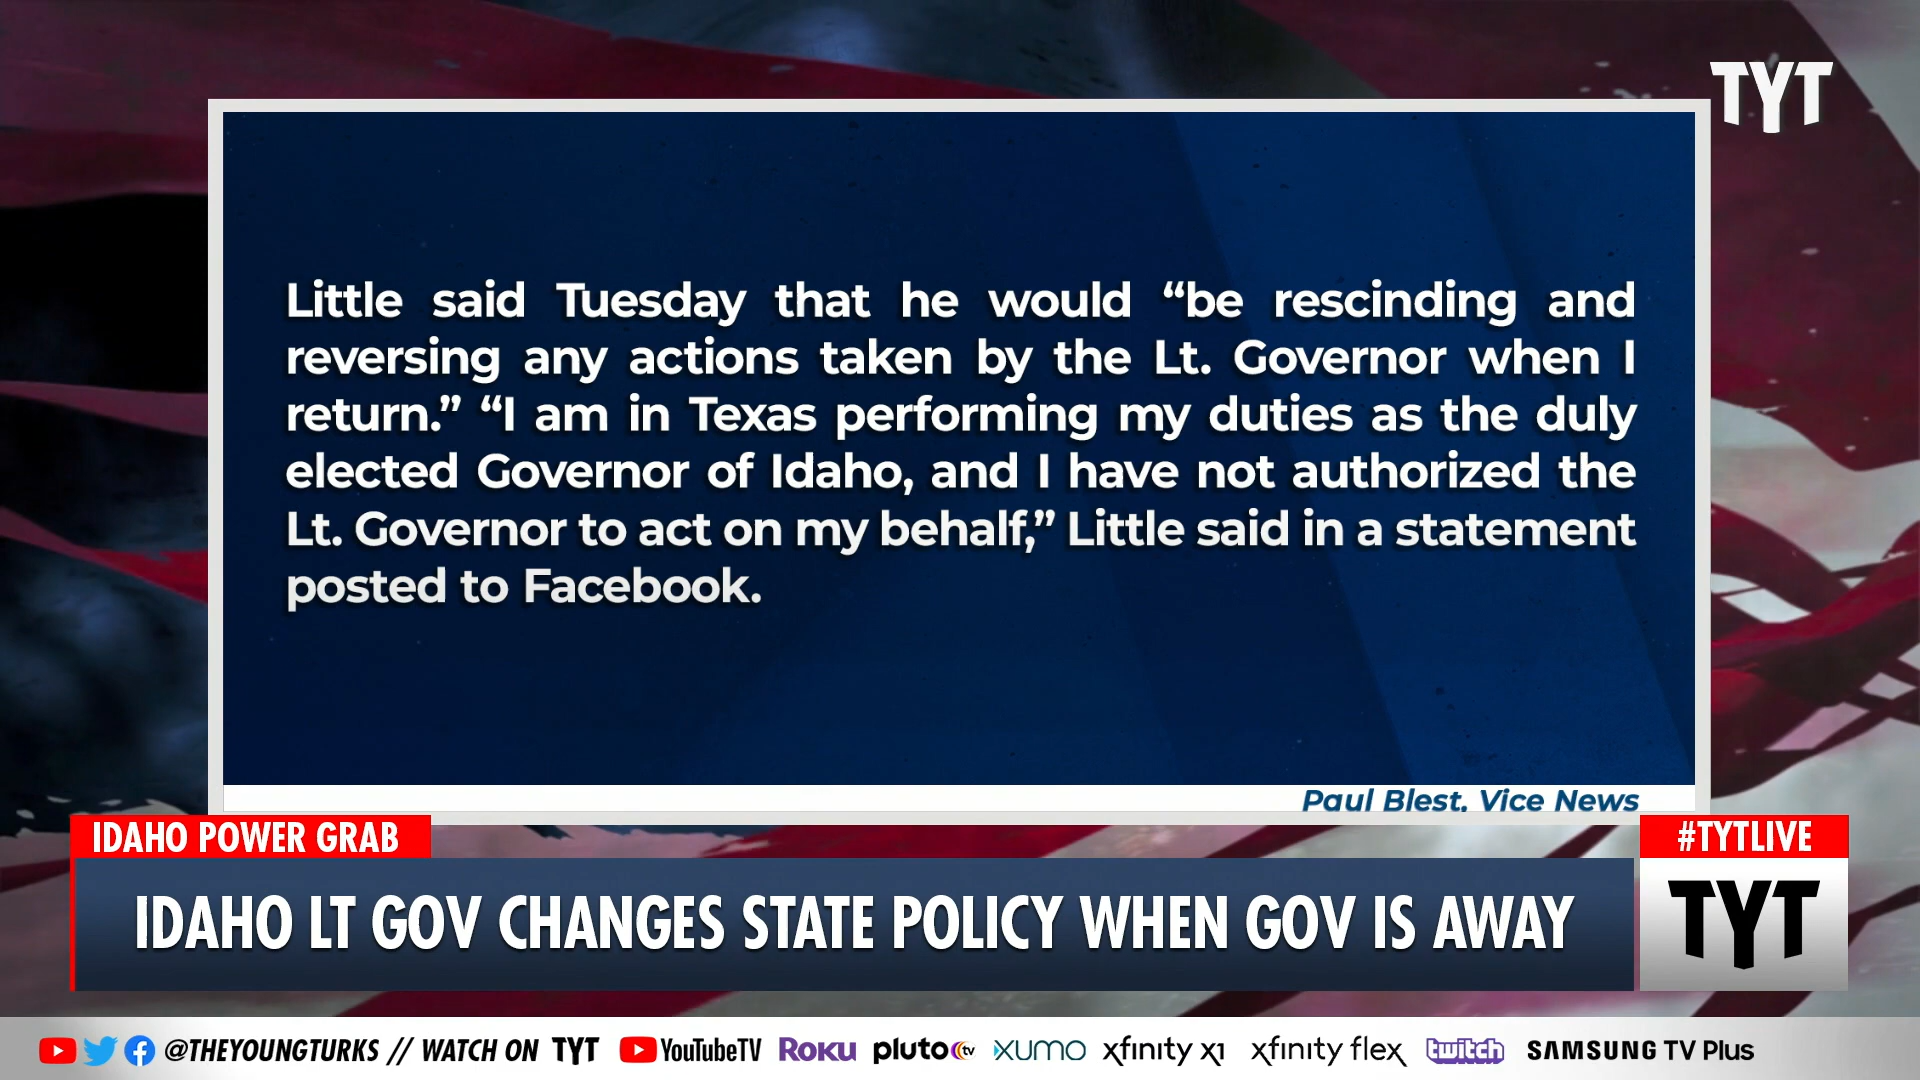 TYT
Little said Tuesday that he would “be rescinding and
reversing any actions taken by the Lt. Governor when I
return.” “I am in Texas performing my duties as the duly
elected Governor of Idaho, and I have not authorized the
Lt. Governor to act on my behalf,” Little said in a statement
posted to Facebook.
Paul Blest, Vice News
IDAHO POWER GRAB
#TYTLIVE
IDAHO LT GOV CHANGES STATE POLICY WHEN GOV IS AWAY
TYT
@THEYOUNGTURKS // WATCH ON TYT YouTubeTV ROKU pluto tv XUMO xfinity x1 xfinity flex twitch SAMSUNG TV Plus